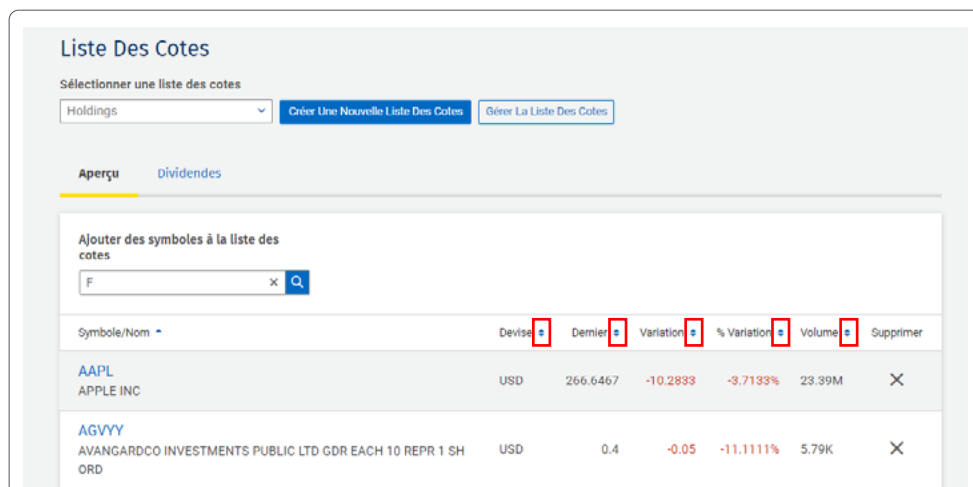 Liste Des Cotes
Sélectionner une liste des cotes
Holdings Créer Une Nouvelle Liste Des Cotes Gérer La Liste Des Cotes
Aperçu Dividendes
Ajouter des symboles à la liste des
cotes
F
Symbole/Nom Devise Dernier Variation % Variation Volume Supprimer
AAPL
APPLE INC USD 266.6467 -10.2833 -3.7133% 23.39M
AGVYY
AVANGARDCO INVESTMENTS PUBLIC LTD GDR EACH 10 REPR 1 SH USD 0.4 -0.05 -11.1111% 5.79K
ORD